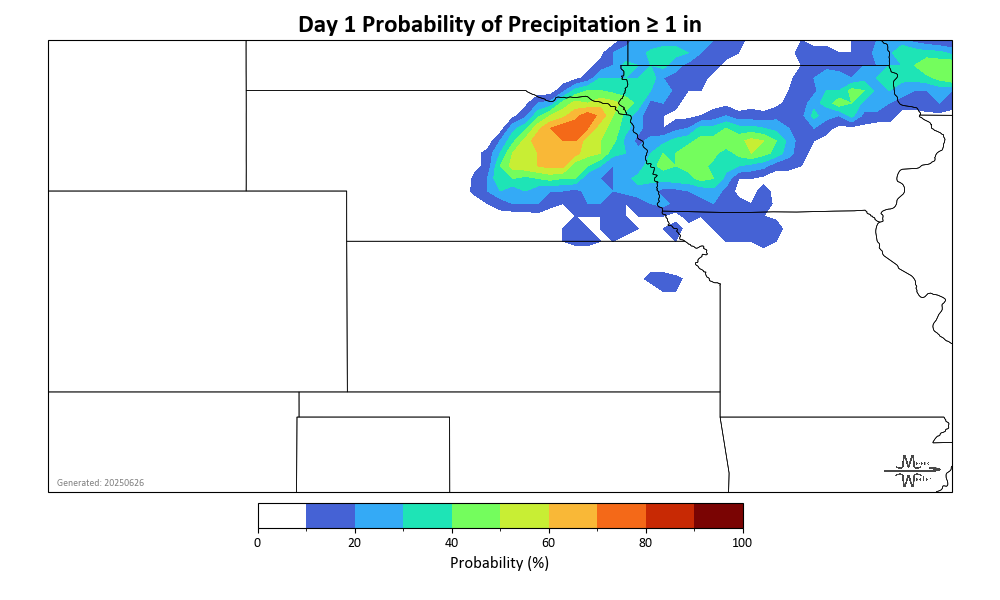 Day 1 Probability of Precipitation ≥ 1 in
Generated: 20250626
0 20 40 60 80 100
Probability (%)